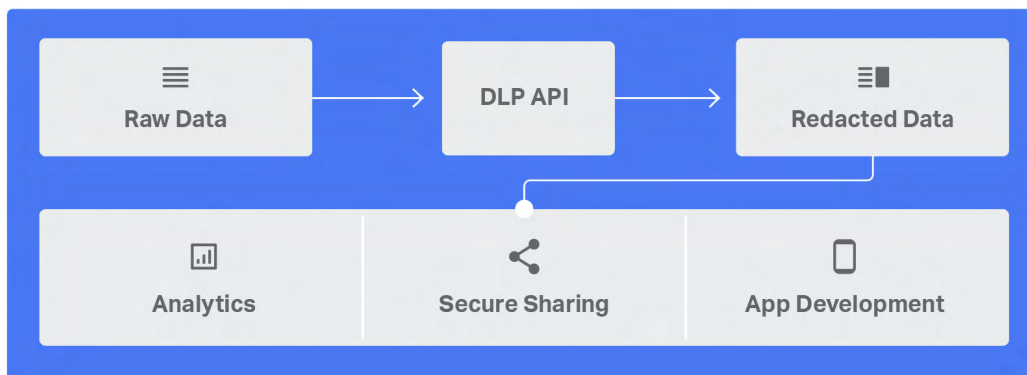 Raw Data
DLP API
Redacted Data
Analytics
Secure Sharing
App Development